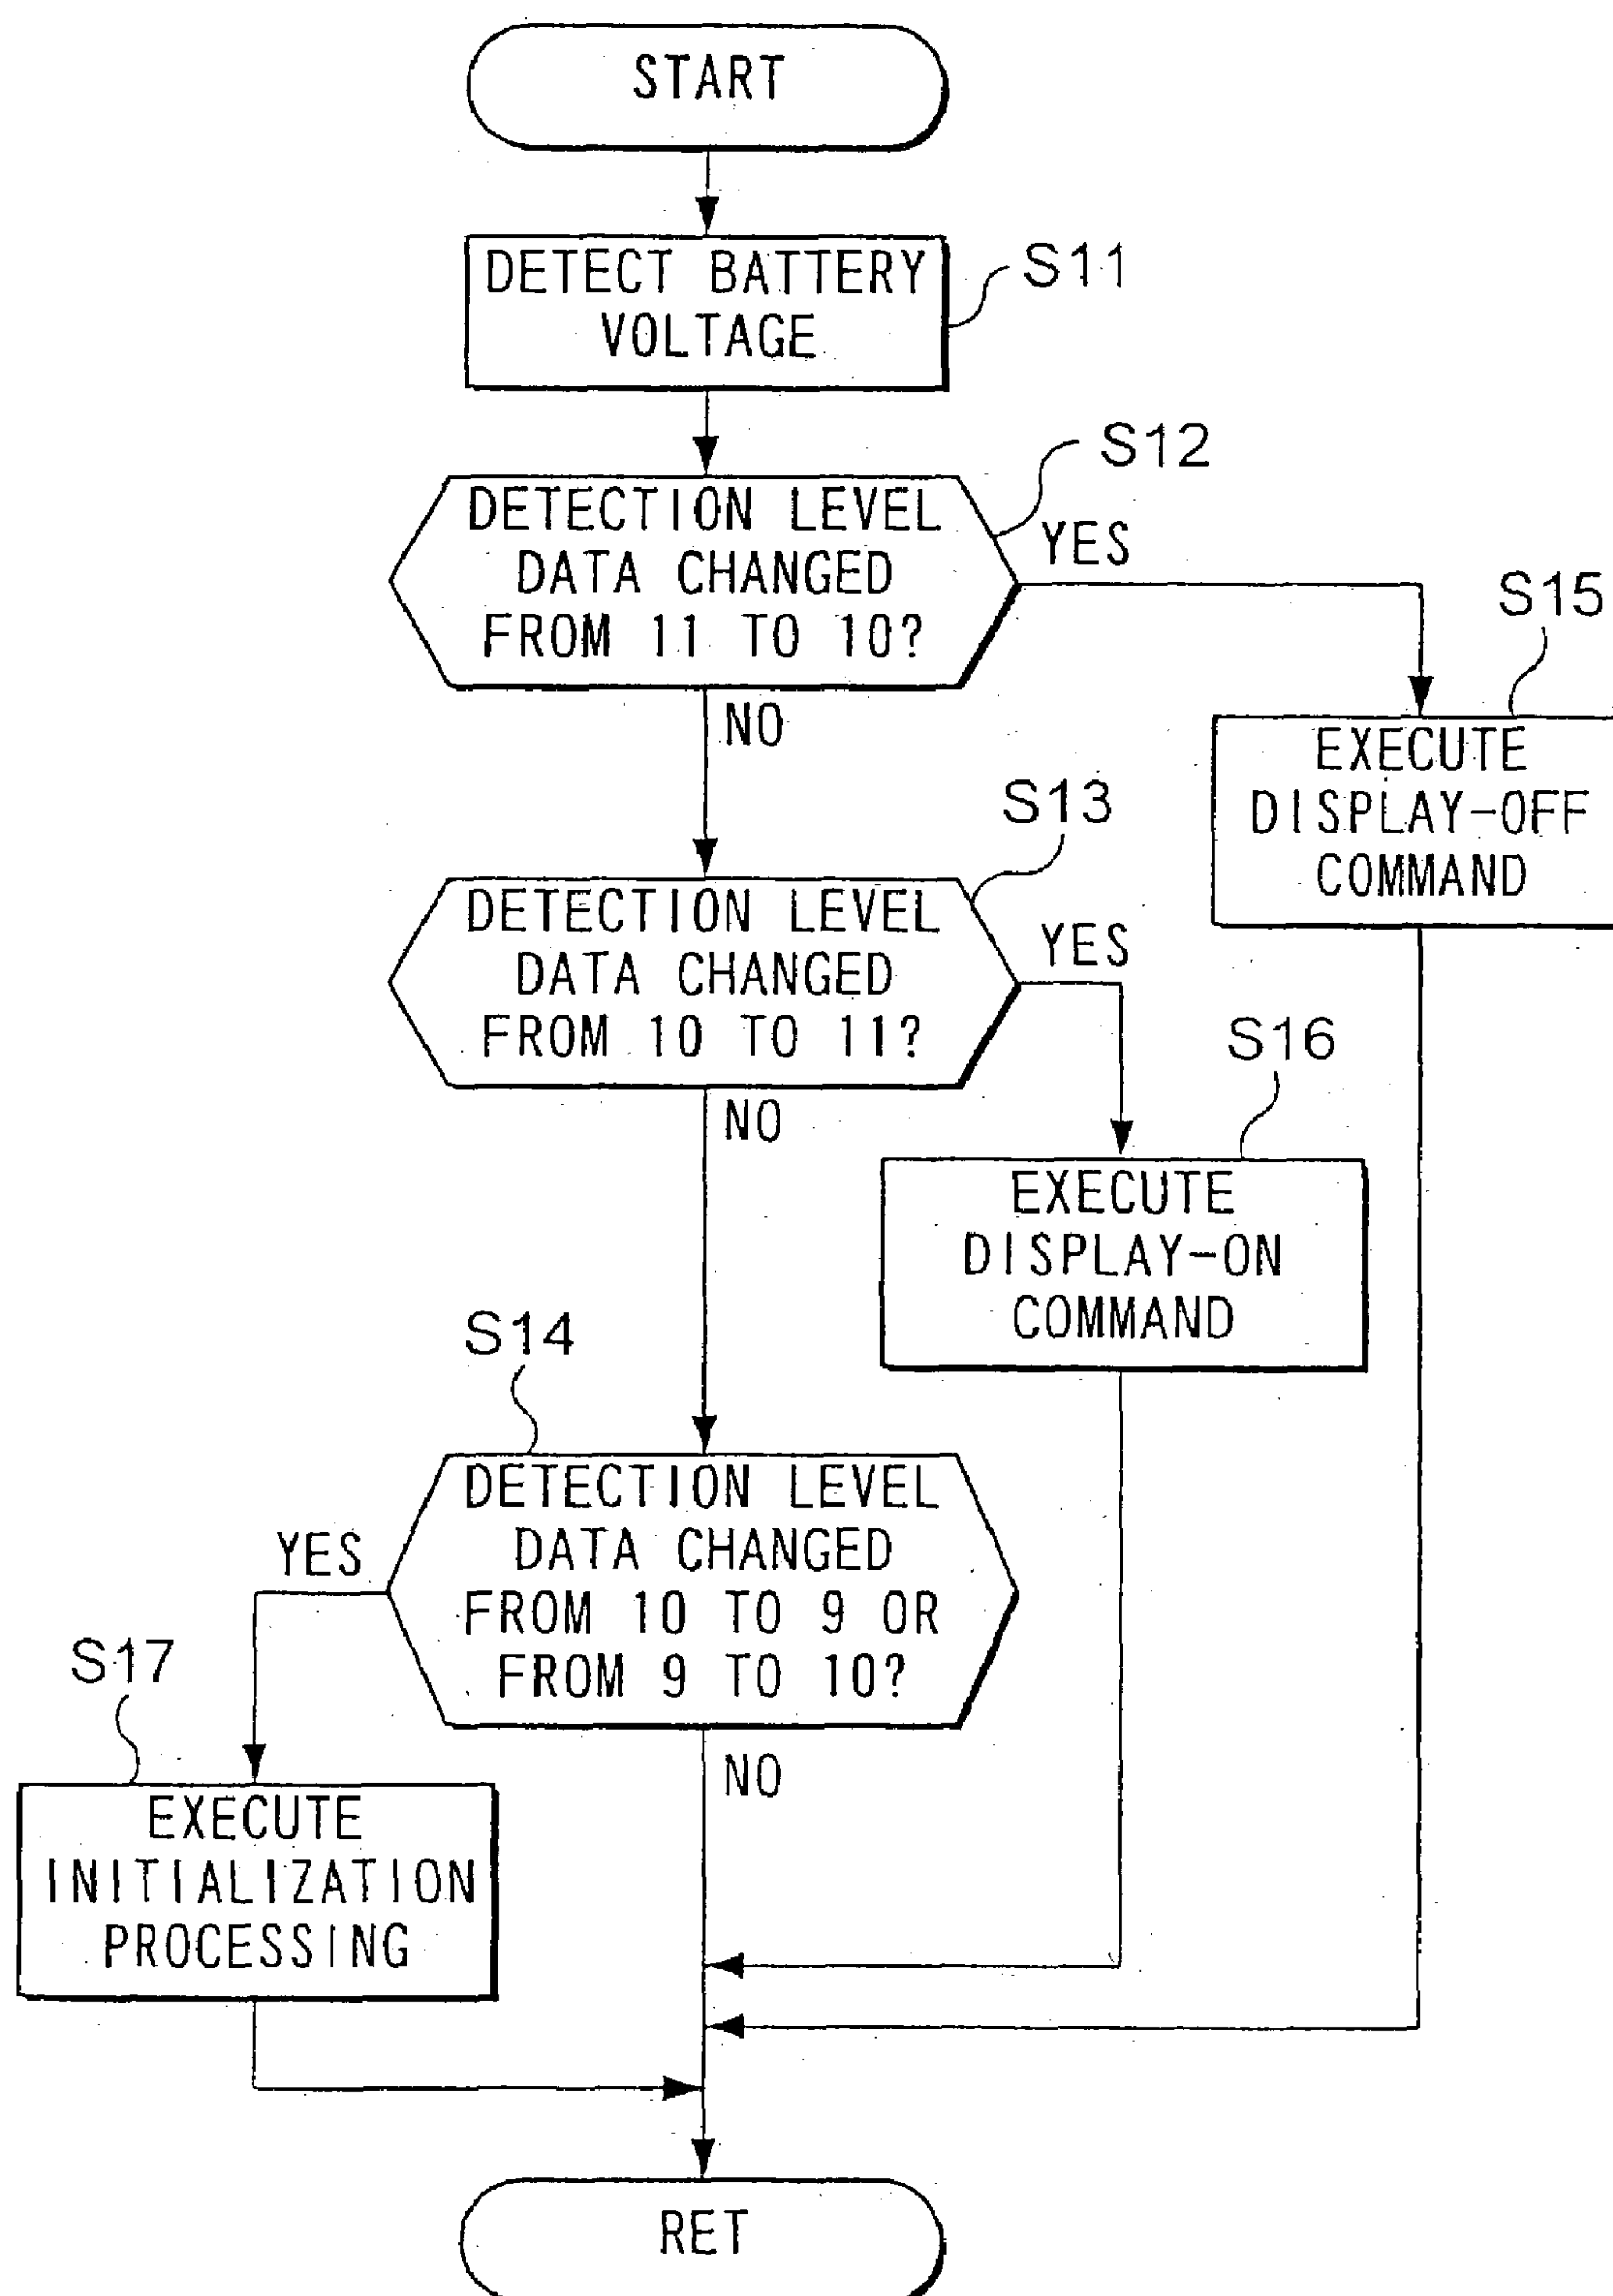 START
DETECT BATTERY
VOLTAGE
S11
DETECTION LEVEL
DATA CHANGED
FROM 11 TO 10?
S12
YES
NO
S15
EXECUTE
DISPLAY-OFF
COMMAND
DETECTION LEVEL
DATA CHANGED
FROM 10 TO 11?
S13
YES
NO
S16
EXECUTE
DISPLAY-ON
COMMAND
S14
DETECTION LEVEL
DATA CHANGED
FROM 10 TO 9 OR
FROM 9 TO 10?
YES
NO
S17
EXECUTE
INITIALIZATION
PROCESSING
RET